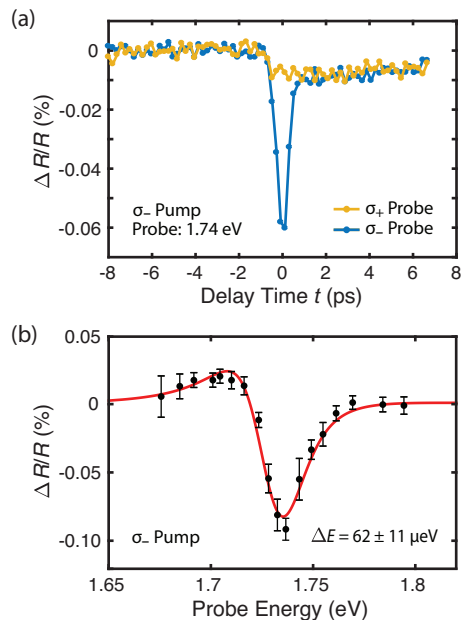 (a)
0
-0.02
-0.04
-0.06
Δ R/R (%)
σ– Pump
Probe: 1.74 eV
σ+ Probe
σ– Probe
-8 -6 -4 -2 0 2 4 6 8
Delay Time t (ps)
(b)
0.05
0
-0.05
-0.10
Δ R/R (%)
σ– Pump
ΔE = 62 ± 11 μeV
1.65 1.7 1.75 1.8
Probe Energy (eV)